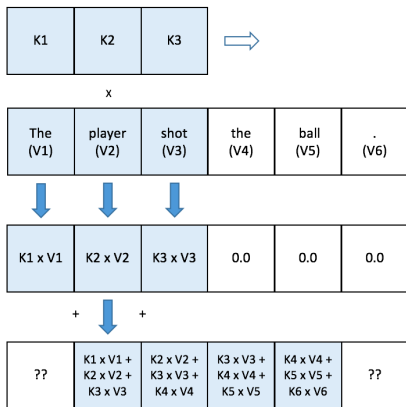 K1 K2 K3
x
The player shot the ball .
(V1) (V2) (V3) (V4) (V5) (V6)
K1 x V1 K2 x V2 K3 x V3 0.0 0.0 0.0
+ +
K1 x V1 + K2 x V2 + K3 x V3 + K4 x V4 +
?? K2 x V2 + K3 x V3 + K4 x V4 + K5 x V5 + ??
K3 x V3 K4 x V4 K5 x V5 K6 x V6